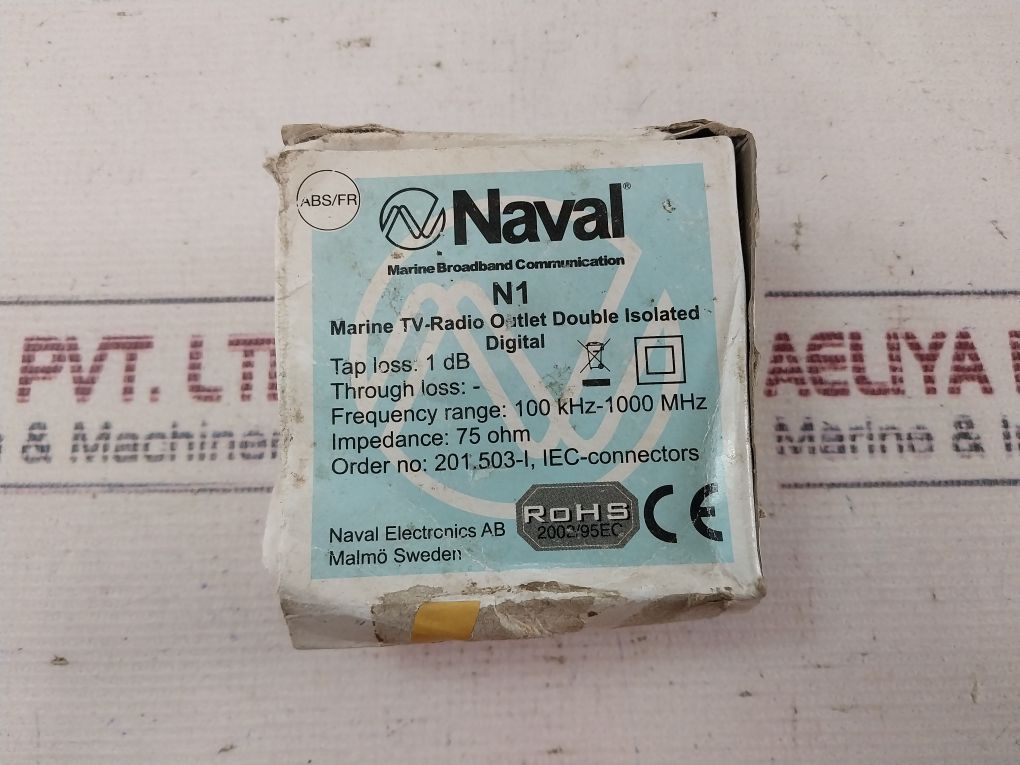 ABS/FR
Naval®
Marine Broadband Communication
N1
Marine TV-Radio Outlet Double Isolated
Digital
Tap loss: 1 dB
Through loss: -
Frequency range: 100 kHz-1000 MHz
Impedance: 75 ohm
Order no: 201.503-I, IEC-connectors
RoHS
2002/95EC
CE
Naval Electronics AB
Malmö Sweden
PVT. LT
& Machiner
AELIYA
Marine & I